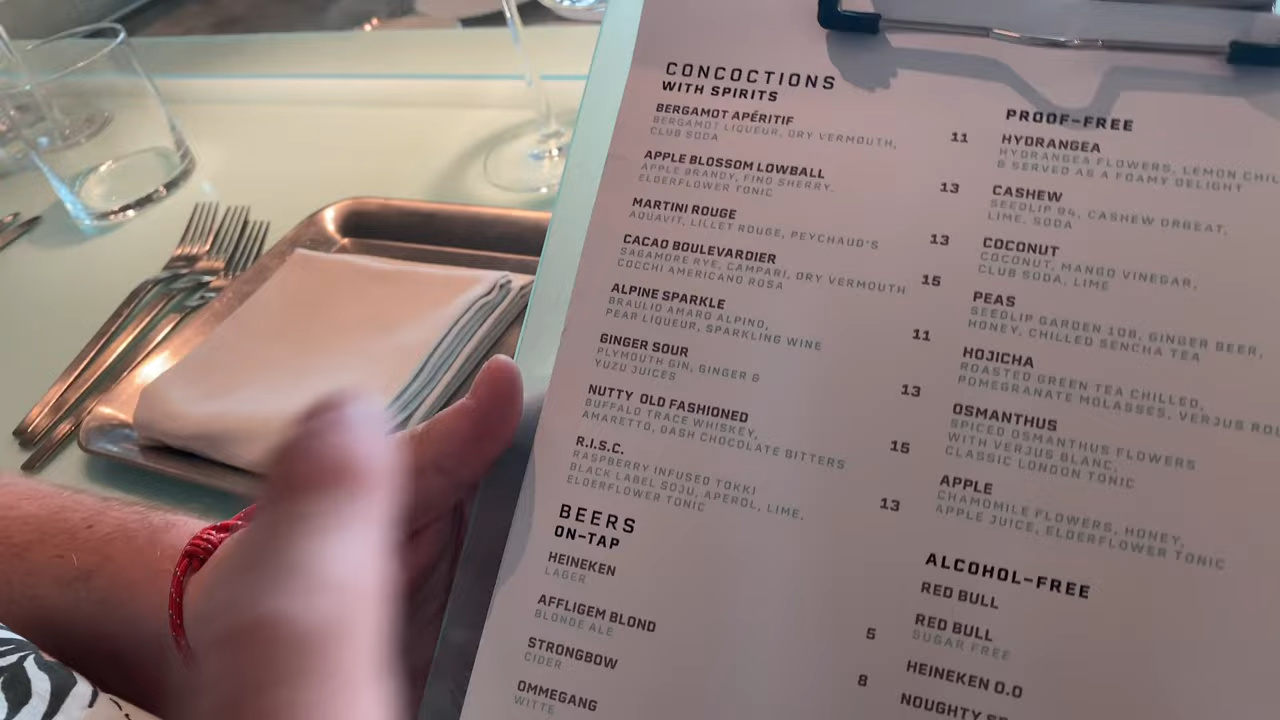 CONCOCTIONS
WITH SPIRITS
BERGAMOT APÉRITIF
BERGAMOT LIQUEUR, DRY VERMOUTH,
CLUB SODA
11
APPLE BLOSSOM LOWBALL
APPLE BRANDY, FINO SHERRY,
ELDERFLOWER TONIC
13
MARTINI ROUGE
AQUAVIT, LILLET ROUGE, PEYCHAUD'S
13
CACAO BOULEVARDIER
SAGAMORE RYE, CAMPARI, DRY VERMOUTH
COCCHI AMERICANO ROSA
15
ALPINE SPARKLE
BRAULIO AMARO ALPINO,
PEAR LIQUEUR, SPARKLING WINE
11
GINGER SOUR
PLYMOUTH GIN, GINGER &
YUZU JUICES
13
NUTTY OLD FASHIONED
BUFFALO TRACE WHISKEY,
AMARETTO, DASH CHOCOLATE BITTERS
15
R.I.S.C.
RASPBERRY INFUSED TOKKI
BLACK LABEL SOJU, APEROL, LIME,
ELDERFLOWER TONIC
13
BEERS
ON-TAP
HEINEKEN
LAGER
AFFLIGEM BLOND
BLONDE ALE
5
STRONGBOW
CIDER
8
OMMEGANG
WITTE
PROOF-FREE
HYDRANGEA
HYDRANGEA FLOWERS, LEMON
& SERVED AS A FOAMY DELIGHT
CASHEW
SEEDLIP 94, CASHEW ORGEAT,
LIME, SODA
COCONUT
COCONUT, MANGO VINEGAR,
CLUB SODA, LIME
PEAS
SEEDLIP GARDEN 108, GINGER BEER,
HONEY, CHILLED SENCHA TEA
HOJICHA
ROASTED GREEN TEA CHILLED,
POMEGRANATE MOLASSES, VERJUS
OSMANTHUS
SPICED OSMANTHUS FLOWERS
WITH VERJUS BLANC,
CLASSIC LONDON TONIC
APPLE
CHAMOMILE FLOWERS, HONEY,
APPLE JUICE, ELDERFLOWER TONIC
ALCOHOL-FREE
RED BULL
RED BULL
SUGAR FREE
HEINEKEN 0.0
NOUGHTY